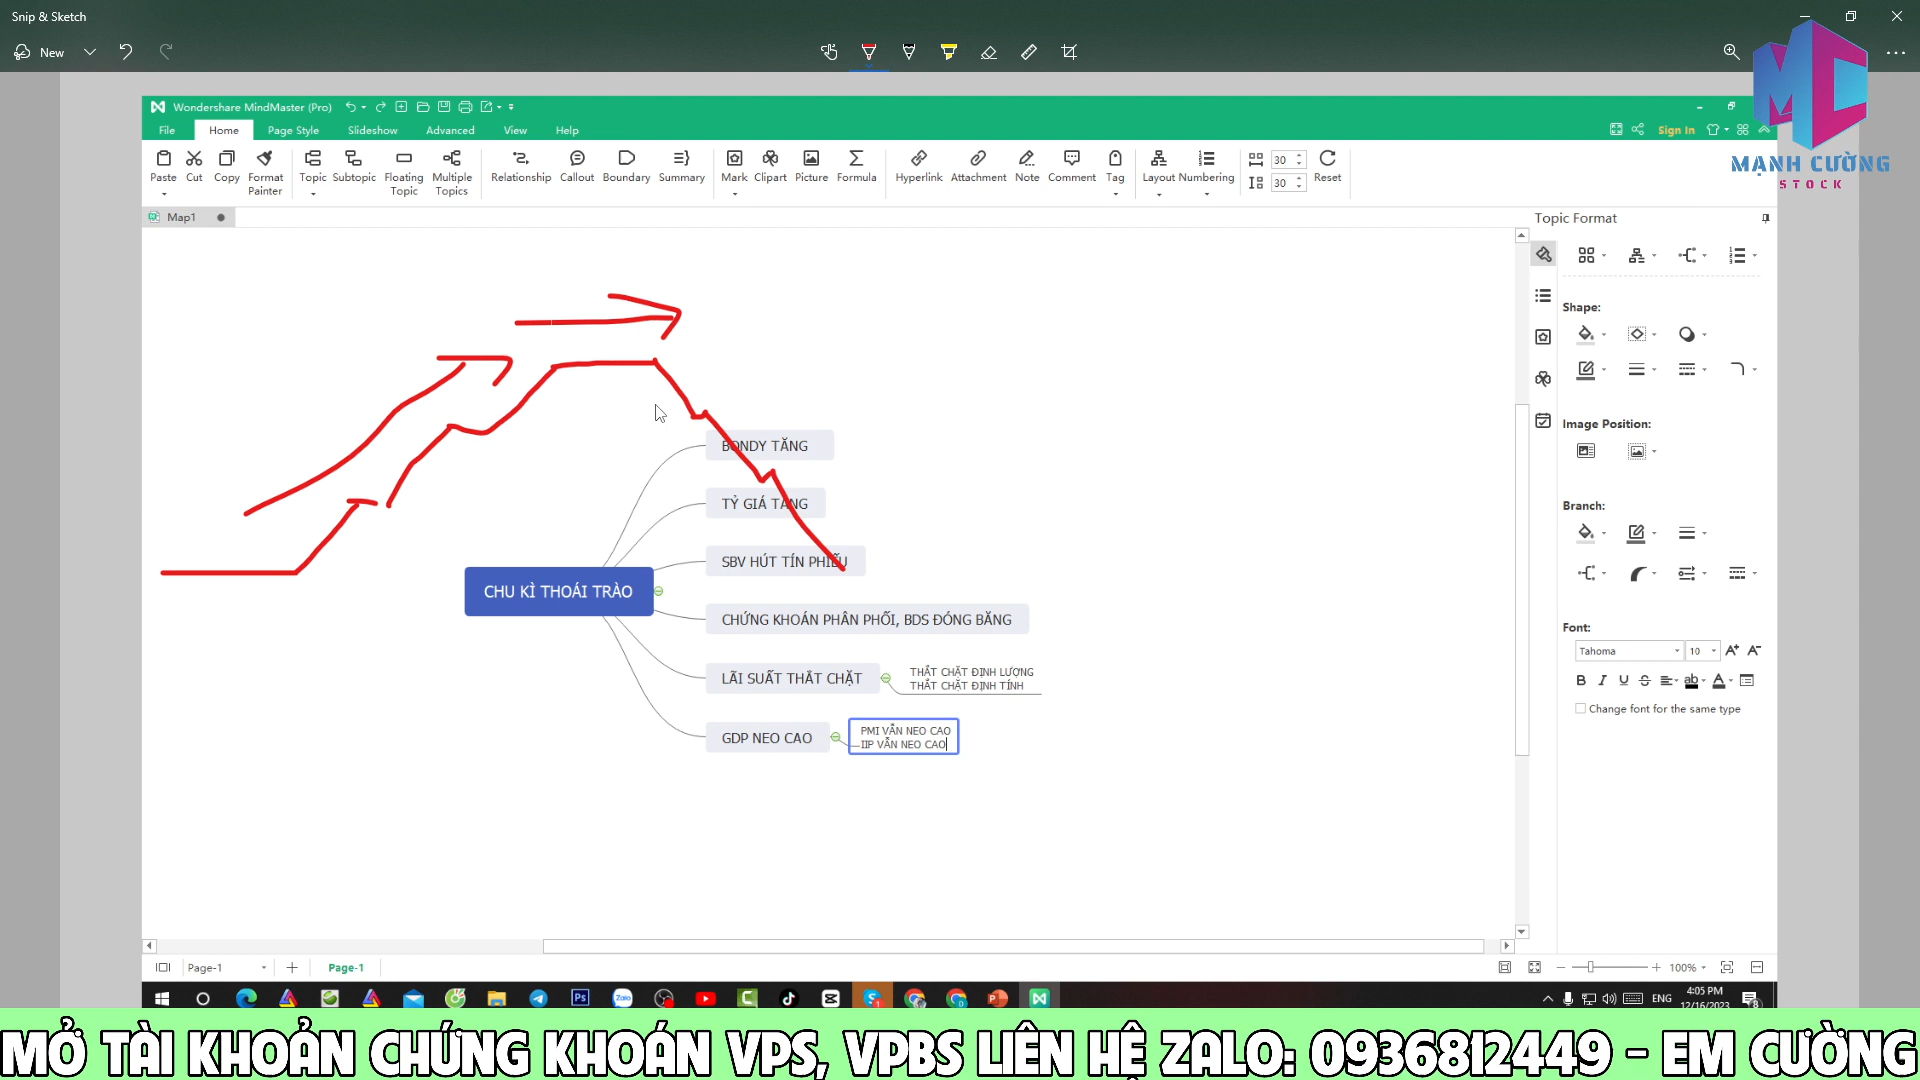 Snip & Sketch
New
Wondershare MindMaster (Pro)
File Home Page Style Slideshow Advanced View Help
Sign In
Paste Cut Copy Format Painter Topic Subtopic Floating Topic Multiple Topics Relationship Callout Boundary Summary Mark Clipart Picture Formula Hyperlink Attachment Note Comment Tag Layout Numbering 30 30 Reset
MC
MẠNH CƯỜNG
STOCK
Map1
Topic Format
Shape:
Image Position:
Branch:
Font:
Tahoma 10
Change font for the same type
BONDY TĂNG
TỶ GIÁ TĂNG
SBV HÚT TÍN PHIẾU
CHU KÌ THOÁI TRÀO
CHỨNG KHOÁN PHÂN PHỐI, BDS ĐÓNG BĂNG
LÃI SUẤT THẮT CHẶT
THẮT CHẶT ĐỊNH LƯỢNG
THẮT CHẶT ĐỊNH TÍNH
GDP NEO CAO
PMI VẪN NEO CAO
IIP VẪN NEO CAO
Page-1 Page-1 100%
ENG
4:05 PM
12/16/2023
MỞ TÀI KHOẢN CHỨNG KHOÁN VPS, VPBS LIÊN HỆ ZALO: 0936812449 - EM CƯỜNG